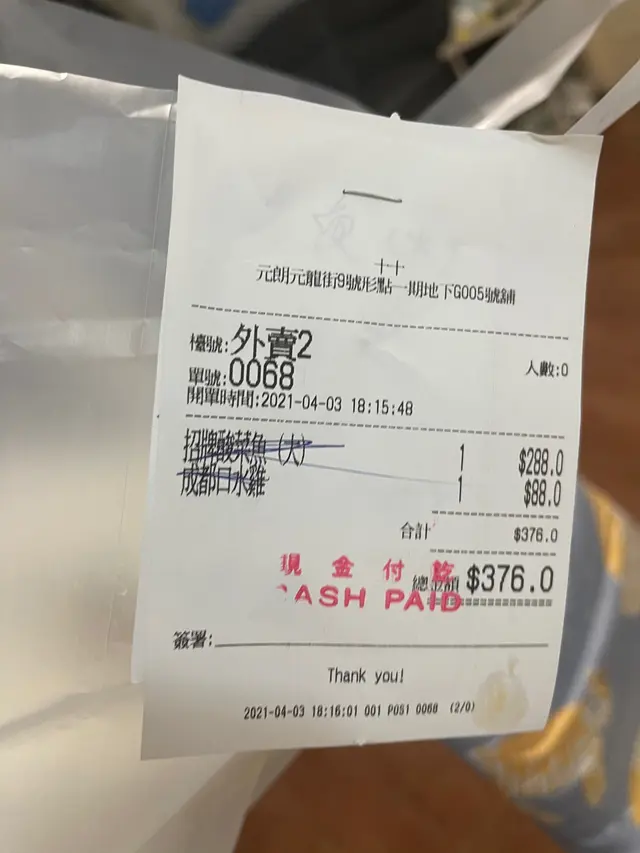 十十
元朗元龍街9號形點一期地下G005號舖
檯號:外賣2
人數:0
單號:0068
開單時間:2021-04-03 18:15:48
招牌酸菜魚 (大) 1 $288.0
成都口水雞 1 $88.0
合計 $376.0
現金付訖
總金額 $376.0
CASH PAID
簽署:
Thank you!
2021-04-03 18:16:01 001 POS1 0068 (2/0)